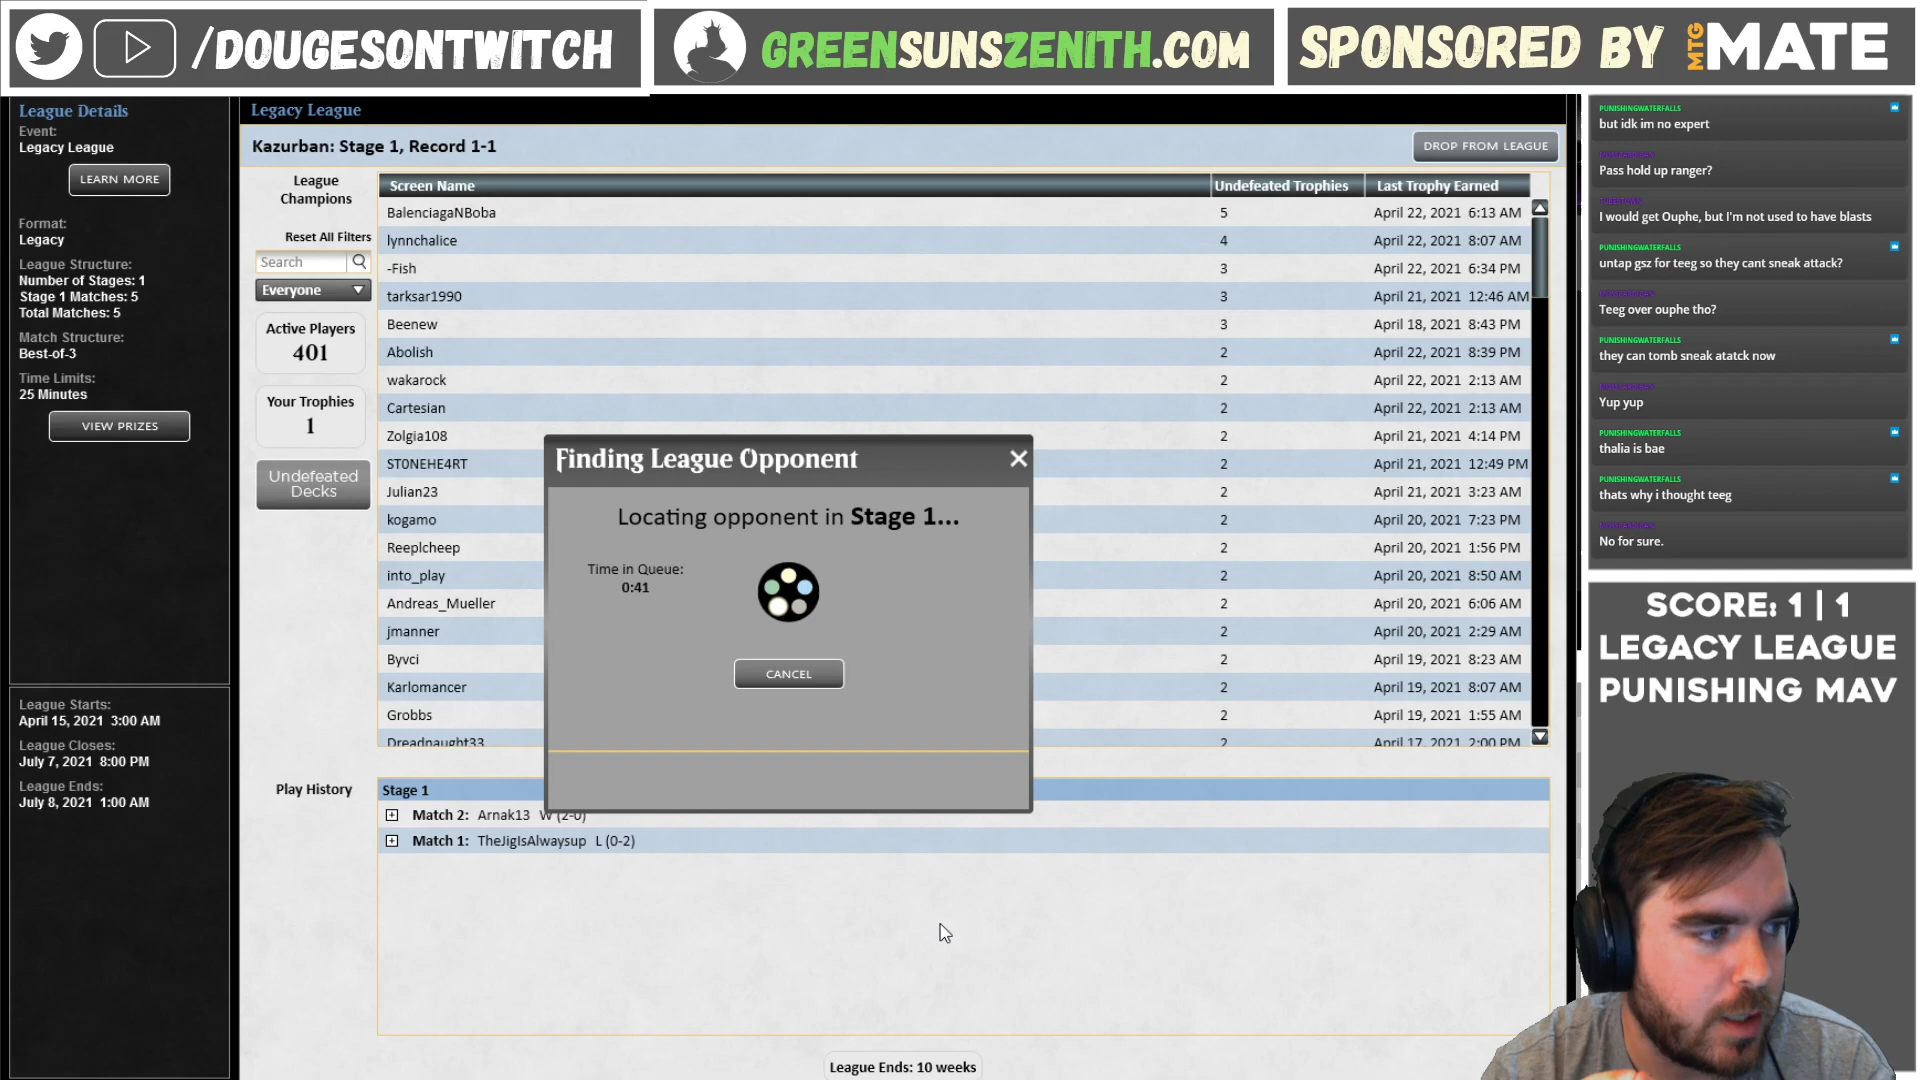 /DOUGESONTWITCH
GREENSUNSZENITH.COM
SPONSORED BY MTG MATE
League Details
Event:
Legacy League
LEARN MORE
Format:
Legacy
League Structure:
Number of Stages: 1
Stage 1 Matches: 5
Total Matches: 5
Match Structure:
Best-of-3
Time Limits:
25 Minutes
VIEW PRIZES
League Starts:
April 15, 2021 3:00 AM
League Closes:
July 7, 2021 8:00 PM
League Ends:
July 8, 2021 1:00 AM
Legacy League
Kazurban: Stage 1, Record 1-1
DROP FROM LEAGUE
League
Champions
Reset All Filters
Search
Everyone
Active Players
401
Your Trophies
1
Undefeated
Decks
Screen Name Undefeated Trophies Last Trophy Earned
BalenciagaNBoba 5 April 22, 2021 6:13 AM
lynnchalice 4 April 22, 2021 8:07 AM
-Fish 3 April 22, 2021 6:34 PM
tarksar1990 3 April 21, 2021 12:46 AM
Beenew 3 April 18, 2021 8:43 PM
Abolish 2 April 22, 2021 8:39 PM
wakarock 2 April 22, 2021 2:13 AM
Cartesian 2 April 22, 2021 2:13 AM
Zolgia108 2 April 21, 2021 4:14 PM
ST0NEHE4RT 2 April 21, 2021 12:49 PM
Julian23 2 April 21, 2021 3:23 AM
kogamo 2 April 20, 2021 7:23 PM
Reeplcheep 2 April 20, 2021 1:56 PM
into_play 2 April 20, 2021 8:50 AM
Andreas_Mueller 2 April 20, 2021 6:06 AM
jmanner 2 April 20, 2021 2:29 AM
Byvci 2 April 19, 2021 8:23 AM
Karlomancer 2 April 19, 2021 8:07 AM
Grobbs 2 April 19, 2021 1:55 AM
Dreadnaught33 2 April 17, 2021 2:00 PM
Finding League Opponent
Locating opponent in Stage 1...
Time in Queue:
0:41
CANCEL
Play History
Stage 1
Match 2: Arnak13 W (2-0)
Match 1: TheJigIsAlwaysup L (0-2)
League Ends: 10 weeks
PUNISHINGWATERFALLS
but idk im no expert
Pass hold up ranger?
I would get Ouphe, but I'm not used to have blasts
PUNISHINGWATERFALLS
untap gsz for teeg so they cant sneak attack?
Teeg over ouphe tho?
PUNISHINGWATERFALLS
they can tomb sneak atatck now
Yup yup
PUNISHINGWATERFALLS
thalia is bae
PUNISHINGWATERFALLS
thats why i thought teeg
No for sure.
SCORE: 1 | 1
LEGACY LEAGUE
PUNISHING MAV